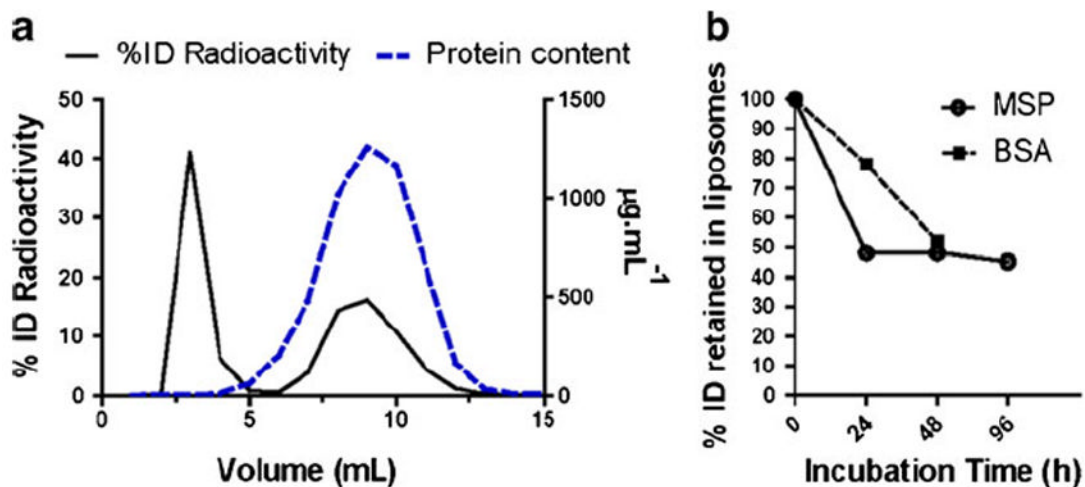 a
%ID Radioactivity
Protein content
50
40
30
20
10
0
% ID Radioactivity
1500
1000
500
0
µg.mL-1
0
5
10
15
Volume (mL)
b
MSP
BSA
100
90
80
70
60
50
40
30
20
10
0
% ID retained in liposomes
0
24
48
96
Incubation Time (h)